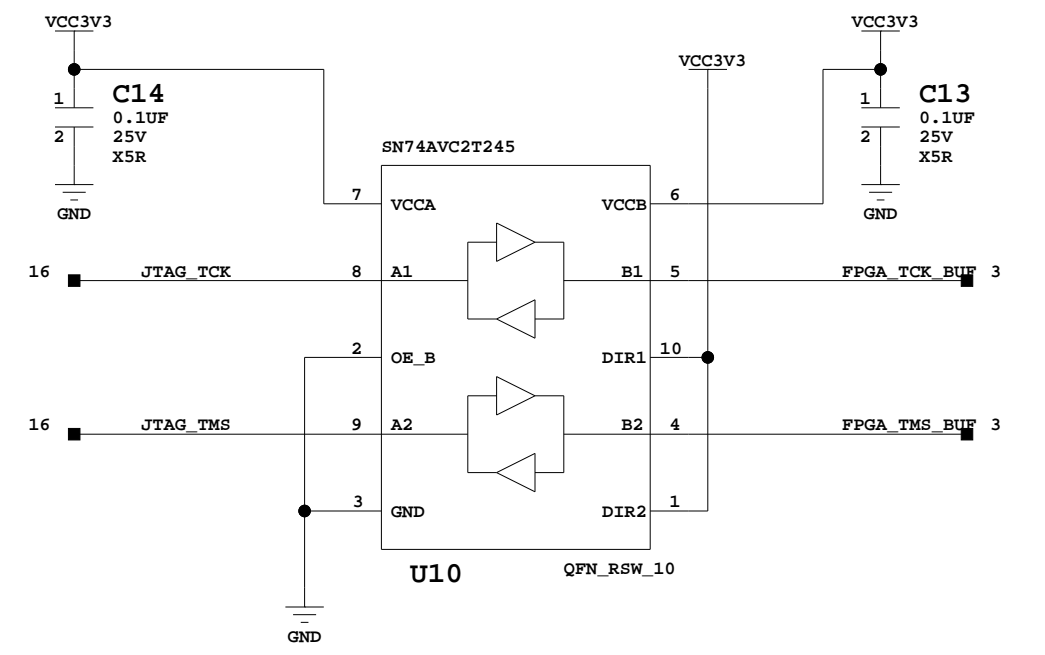 VCC3V3
VCC3V3
VCC3V3
C14
0.1UF
25V
X5R
1
2
GND
C13
0.1UF
25V
X5R
1
2
GND
SN74AVC2T245
7 VCCA VCCB 6
16 JTAG_TCK 8 A1 B1 5 FPGA_TCK_BUF 3
2 OE_B DIR1 10
16 JTAG_TMS 9 A2 B2 4 FPGA_TMS_BUF 3
3 GND DIR2 1
U10 QFN_RSW_10
GND